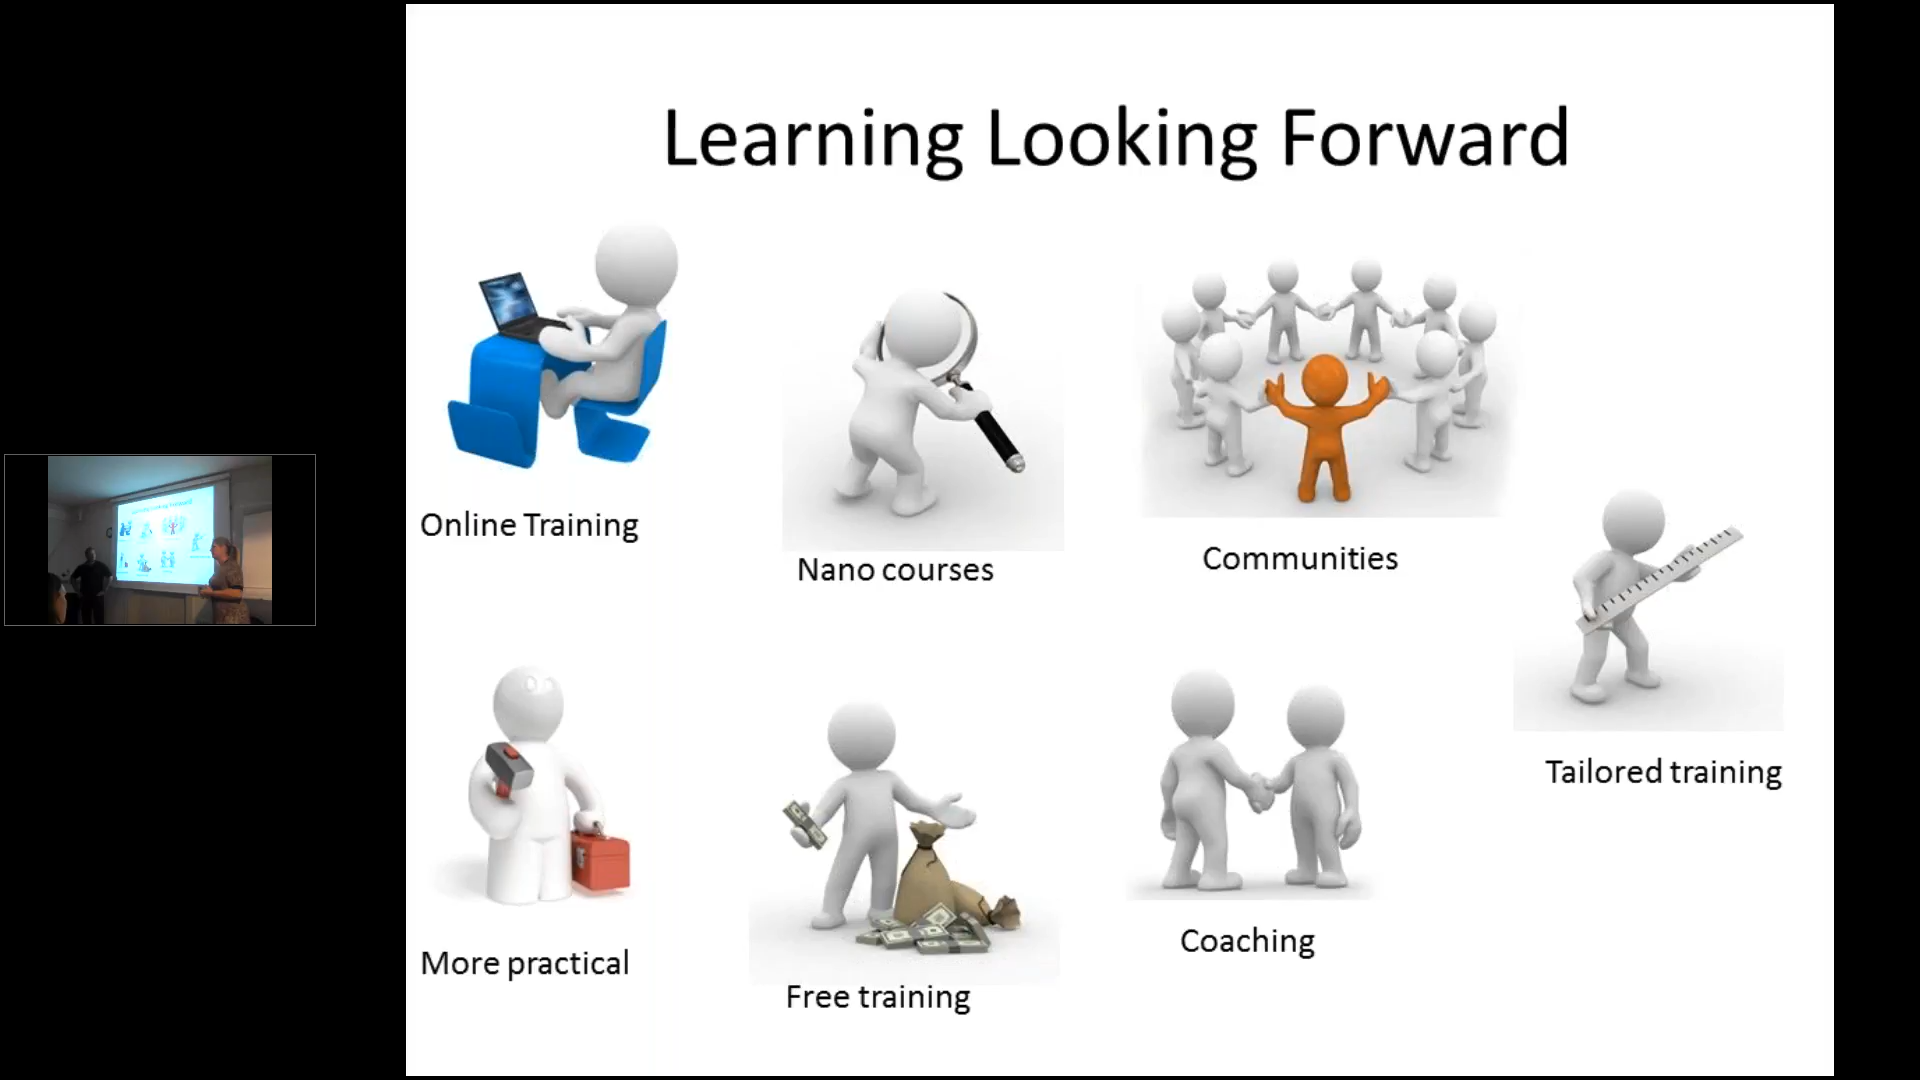 Learning Looking Forward
Online Training
Nano courses
Communities
Tailored training
More practical
Free training
Coaching